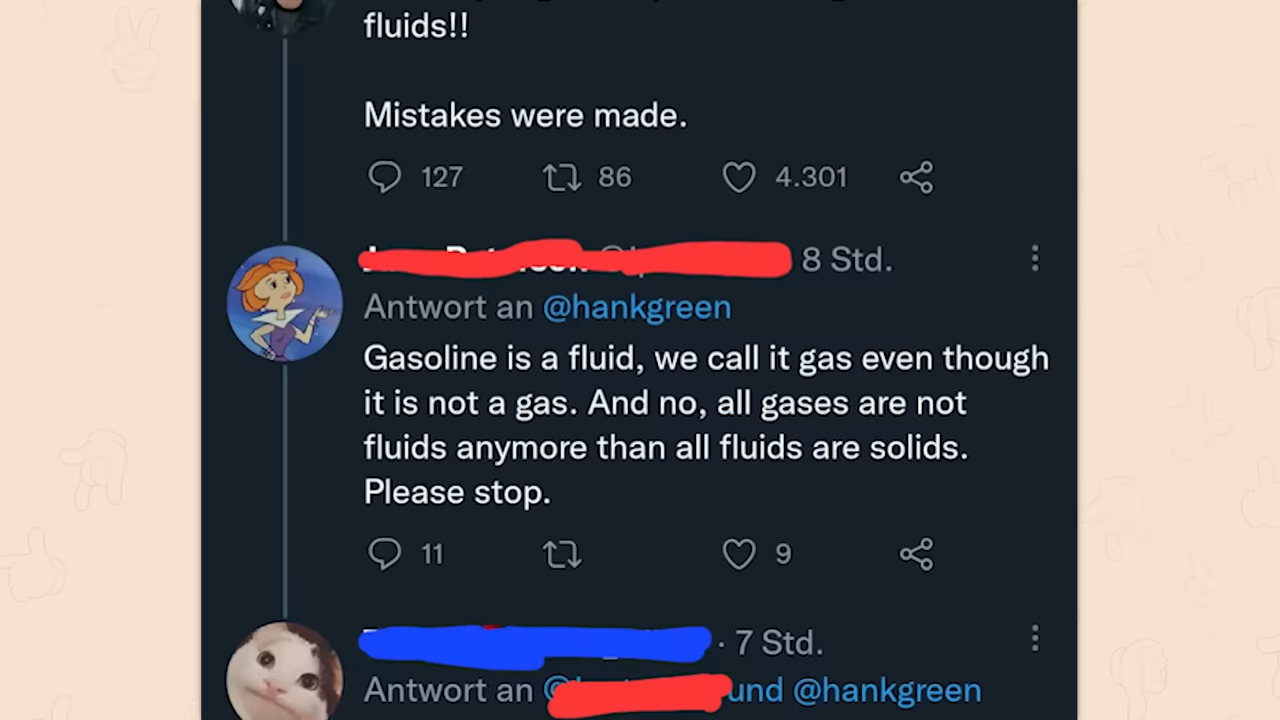 fluids!!
Mistakes were made.
127 86 4.301
8 Std.
Antwort an @hankgreen
Gasoline is a fluid, we call it gas even though
it is not a gas. And no, all gases are not
fluids anymore than all fluids are solids.
Please stop.
11 9
· 7 Std.
Antwort an und @hankgreen